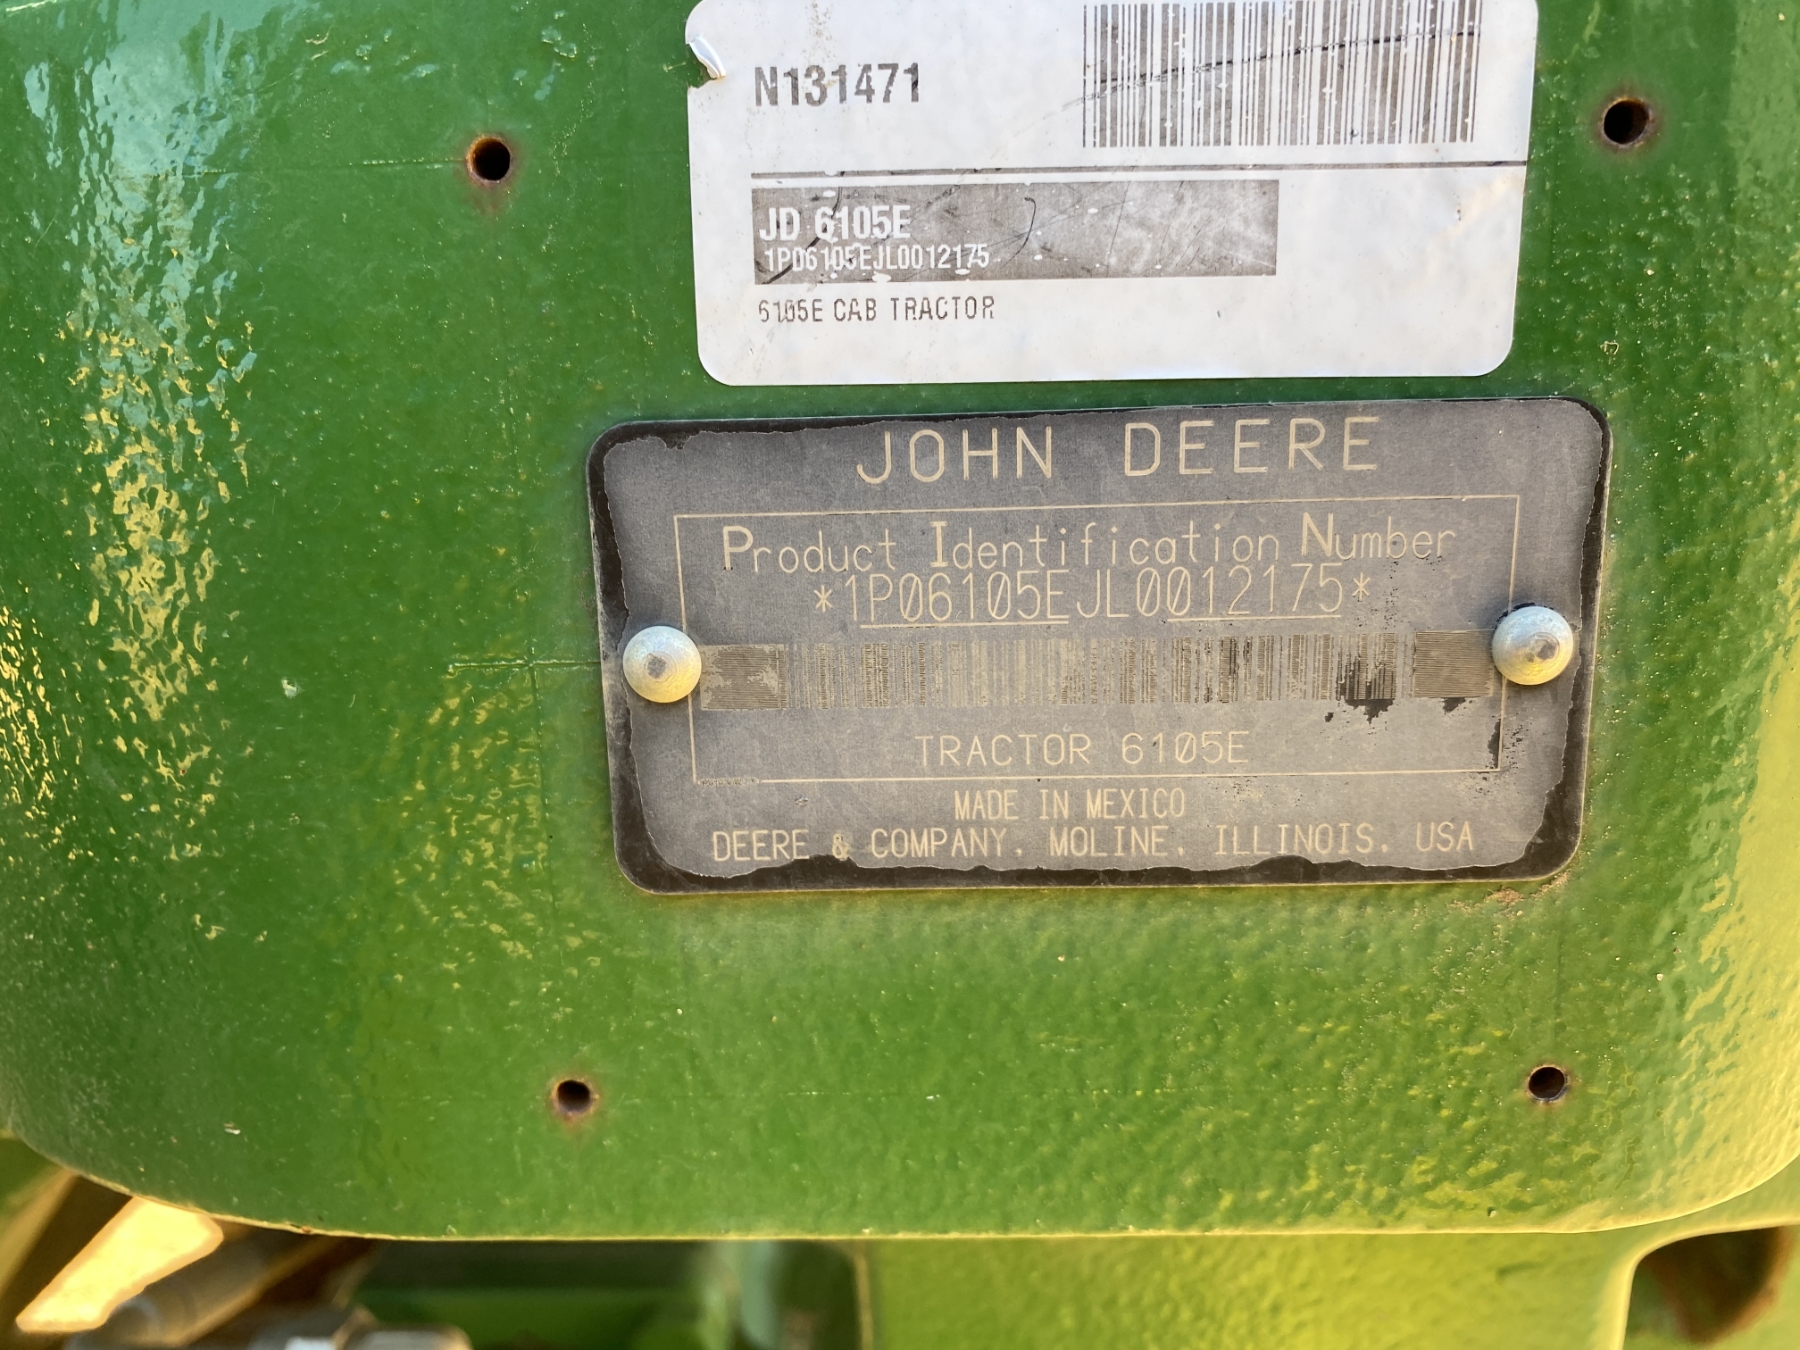 N131471
JD 6105E
1P06105EJL0012175
6105E CAB TRACTOR
JOHN DEERE
Product Identification Number
*1P06105EJL0012175*
TRACTOR 6105E
MADE IN MEXICO
DEERE & COMPANY, MOLINE, ILLINOIS, USA